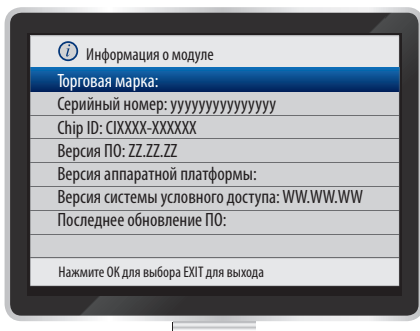 Информация о модуле
Торговая марка:
Серийный номер: yyyyyyyyyyyyyyy
Chip ID: CIXXXX-XXXXXX
Версия ПО: ZZ.ZZ.ZZ
Версия аппаратной платформы:
Версия системы условного доступа: WW.WW.WW
Последнее обновление ПО:
Нажмите OK для выбора EXIT для выхода